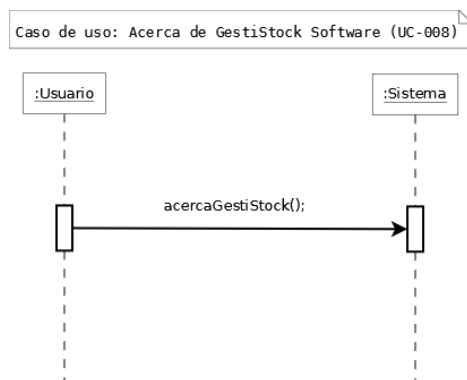 Caso de uso: Acerca de GestiStock Software (UC-008)
:Usuario
:Sistema
acercaGestiStock();